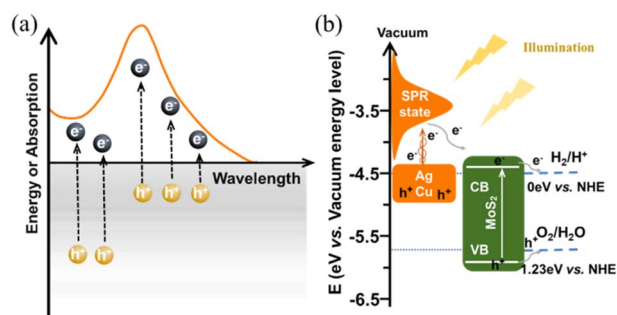 (a)
Energy or Absorption
e-
e-
e-
e-
e-
Wavelength
h+
h+
h+
h+
h+
(b)
Vacuum
Illumination
E (eV vs. Vacuum energy level)
-3.5
-4.5
-5.5
-6.5
SPR
state
e-
e-
e-
Ag
h+ Cu h+
e-
e-
H2/H+
CB
0eV vs. NHE
MoS2
VB
h+
h+
O2/H2O
1.23eV vs. NHE